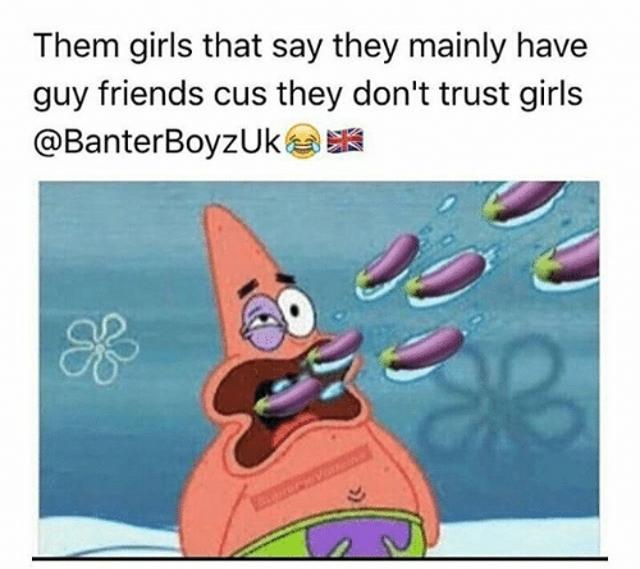 Them girls that say they mainly have
guy friends cus they don't trust girls
@BanterBoyzUk😂🇬🇧